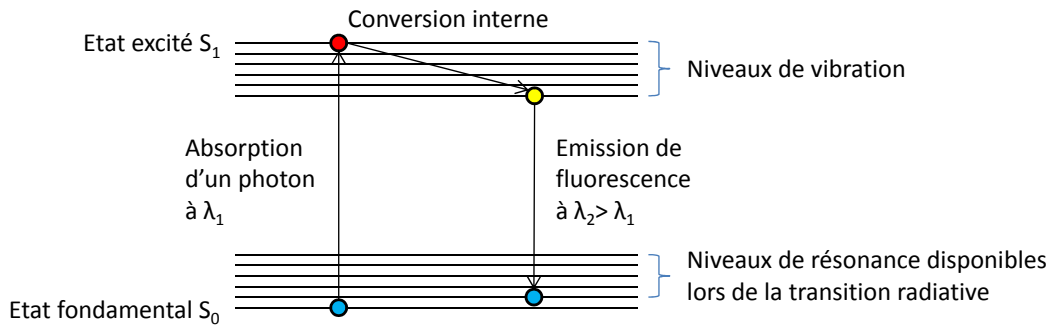 Conversion interne
Etat excité S₁
Niveaux de vibration
Absorption
d’un photon
à λ₁
Emission de
fluorescence
à λ₂> λ₁
Niveaux de résonance disponibles
lors de la transition radiative
Etat fondamental S₀